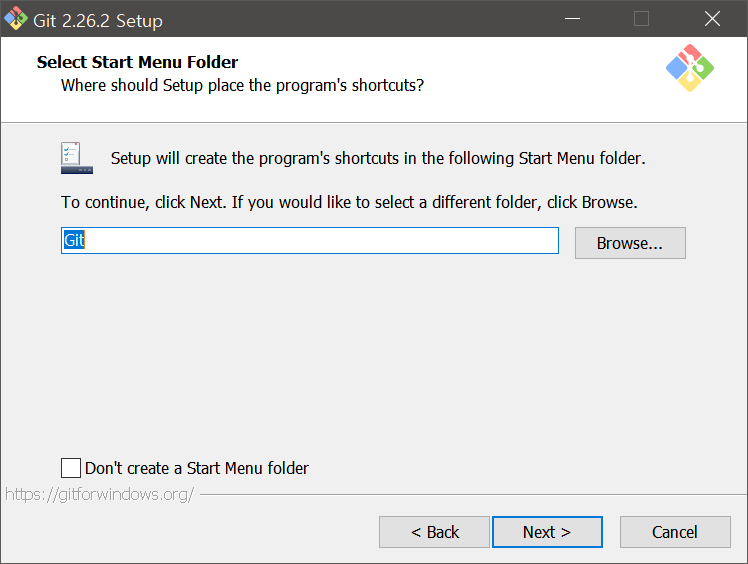 Git 2.26.2 Setup
Select Start Menu Folder
Where should Setup place the program's shortcuts?
Setup will create the program's shortcuts in the following Start Menu folder.
To continue, click Next. If you would like to select a different folder, click Browse.
Git
Browse...
Don't create a Start Menu folder
https://gitforwindows.org/
< Back
Next >
Cancel